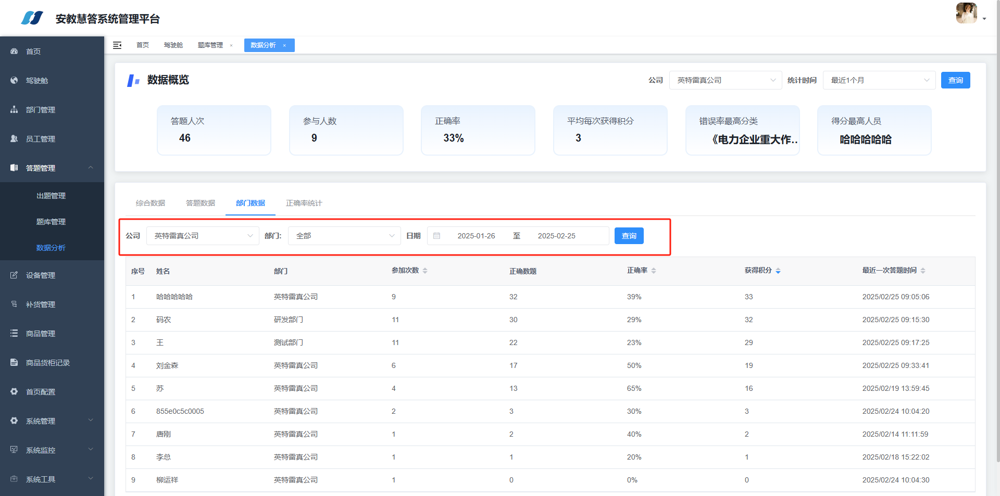 安教慧答系统管理平台
首页
驾驶舱
部门管理
员工管理
答题管理
出题管理
题库管理
数据分析
设备管理
补货管理
商品管理
商品货柜记录
首页配置
系统管理
系统监控
系统工具
首页 驾驶舱 题库管理 × 数据分析 ×
数据概览 公司 英特雷真公司 统计时间 最近1个月 查询
答题人次 参与人数 正确率 平均每次获得积分 错误率最高分类 得分最高人员
46 9 33% 3 《电力企业重大作.. 哈哈哈哈哈
综合数据 答题数据 部门数据 正确率统计
公司 英特雷真公司 部门: 全部 日期 2025-01-26 至 2025-02-25 查询
序号 姓名 部门 参加次数 正确数题 正确率 获得积分 最近一次答题时间
1 哈哈哈哈哈 英特雷真公司 9 32 39% 33 2025/02/25 09:05:06
2 码农 研发部门 11 30 29% 32 2025/02/25 09:15:30
3 王 测试部门 11 22 23% 29 2025/02/25 09:17:25
4 刘金森 英特雷真公司 6 17 50% 19 2025/02/25 09:33:41
5 苏 英特雷真公司 4 13 65% 16 2025/02/19 13:59:45
6 855e0c5c0005 英特雷真公司 2 3 30% 3 2025/02/24 10:04:20
7 唐刚 英特雷真公司 1 2 40% 2 2025/02/14 11:11:59
8 李总 英特雷真公司 1 1 20% 1 2025/02/18 15:22:02
9 柳运祥 英特雷真公司 1 0 0% 0 2025/02/24 10:04:30